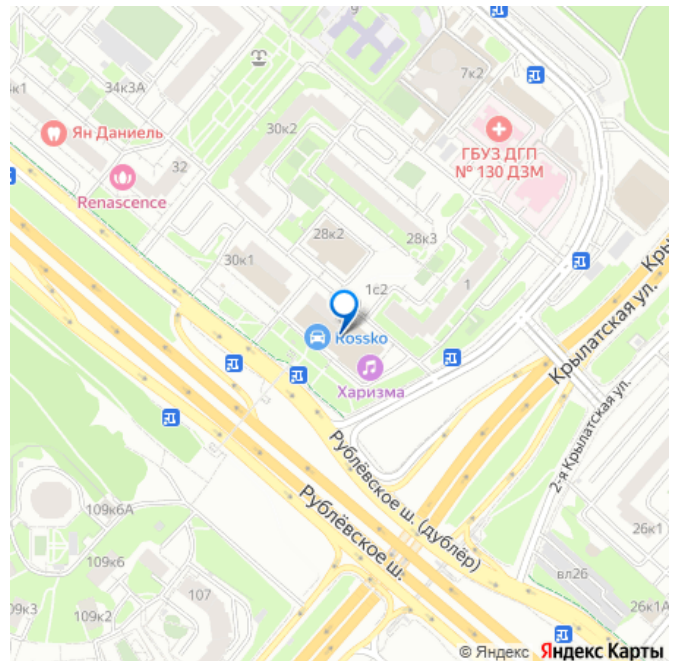 34к3А
к1
Ян Даниель
32
Renascence
30к2
7к2
ГБУЗ ДГП
№ 130 ДЗМ
28к2
28к3
30к1
1с2
1
Rossko
Харизма
Кры
Крылатская ул.
2-я Крылатская ул.
Рублёвское ш. (дублёр)
Рублёвское ш.
109к6А
109к6
109к3
109к2
107
26к1
вл26
26к1А
© Яндекс Яндекс Карты